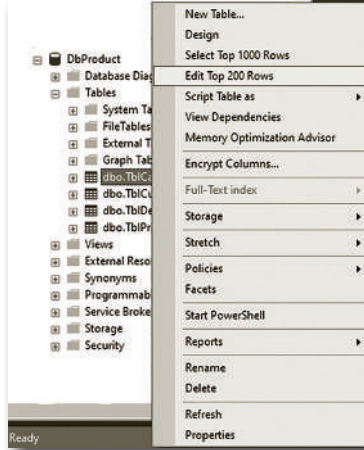 DbProduct
Database Diag
Tables
System Ta
FileTables
External T
Graph Tab
dbo.TblCa
dbo.TblCu
dbo.TblDe
dbo.TblPr
Views
External Reso
Synonyms
Programmab
Service Broke
Storage
Security
Ready
New Table...
Design
Select Top 1000 Rows
Edit Top 200 Rows
Script Table as
View Dependencies
Memory Optimization Advisor
Encrypt Columns...
Full-Text index
Storage
Stretch
Policies
Facets
Start PowerShell
Reports
Rename
Delete
Refresh
Properties